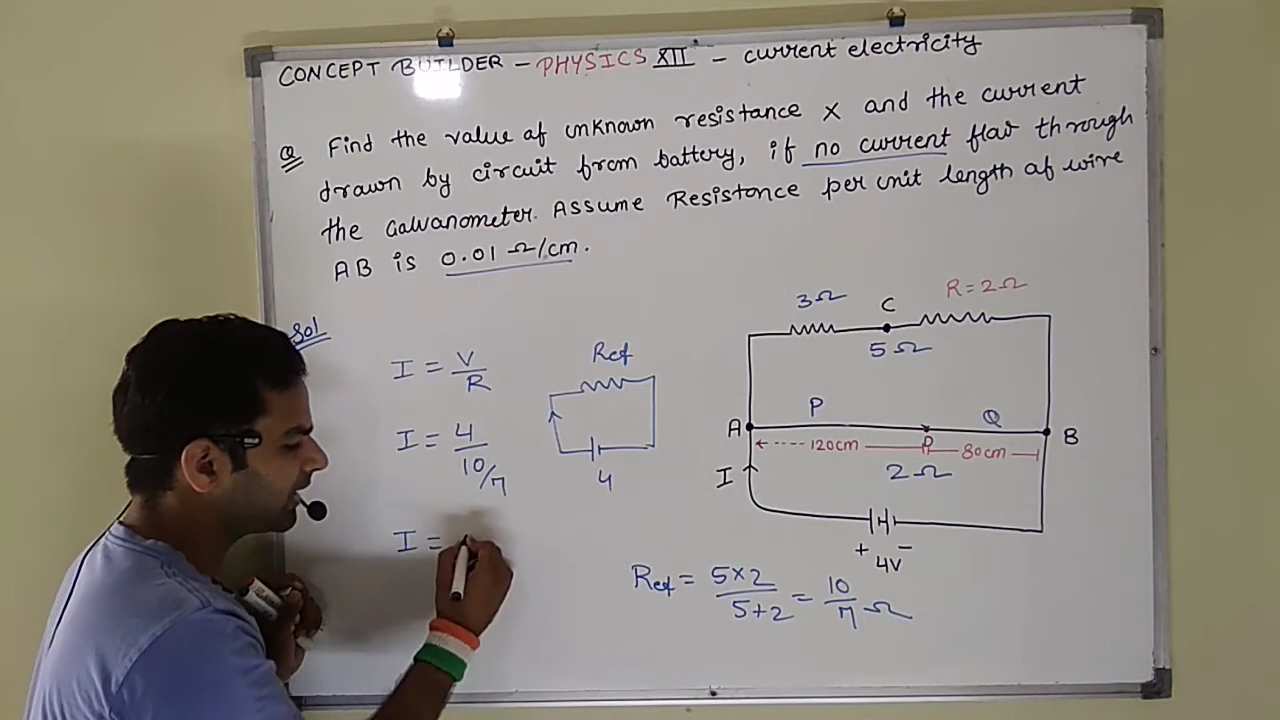 CONCEPT BUILDER - PHYSICS XII - current electricity
Q Find the value of unknown resistance X and the current
drawn by circuit from battery, if no current flow through
the Galvanometer. Assume Resistance per unit length of wire
AB is 0.01 Ω/cm.
Sol
I = V/R
I = 4/10/7
I =
Ref
4
3Ω
C
R=2Ω
5Ω
A
P
Q
B
120cm
80cm
2Ω
I
+
-
4V
Ref = 5×2/5+2 = 10/7 Ω